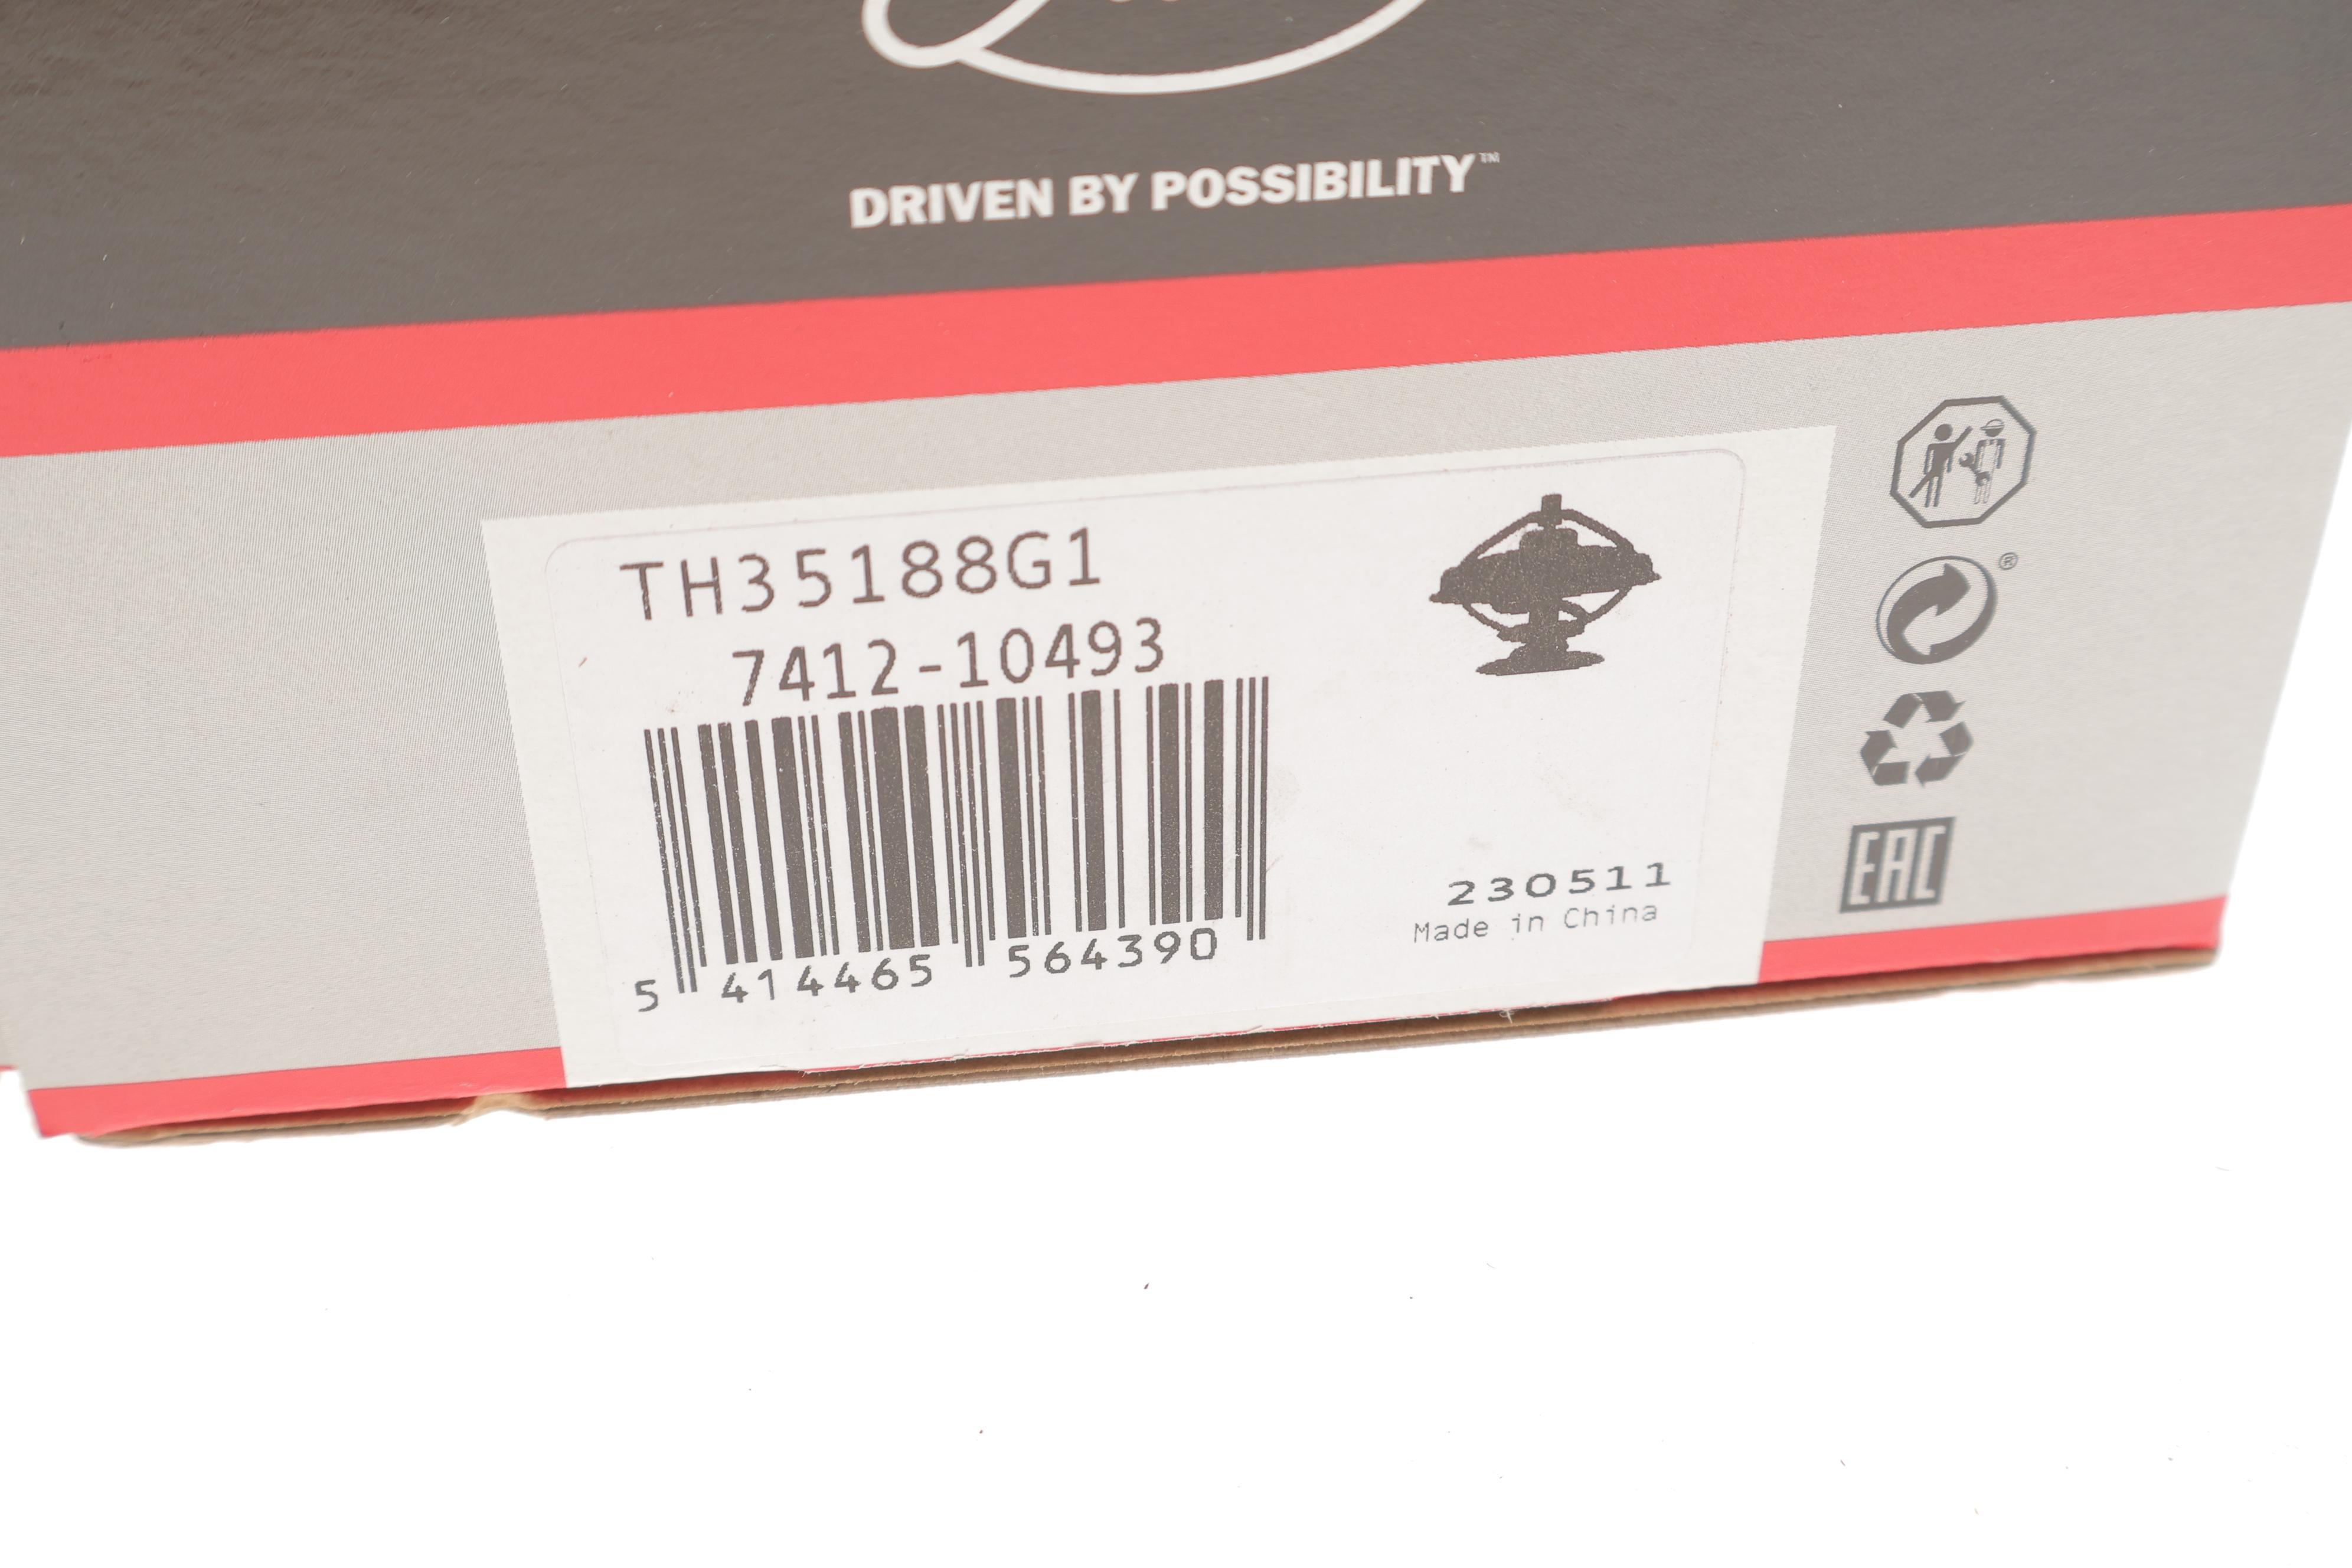 DRIVEN BY POSSIBILITY™
TH35188G1
7412-10493
5 414465 564390
230511
Made in China
®
EAC